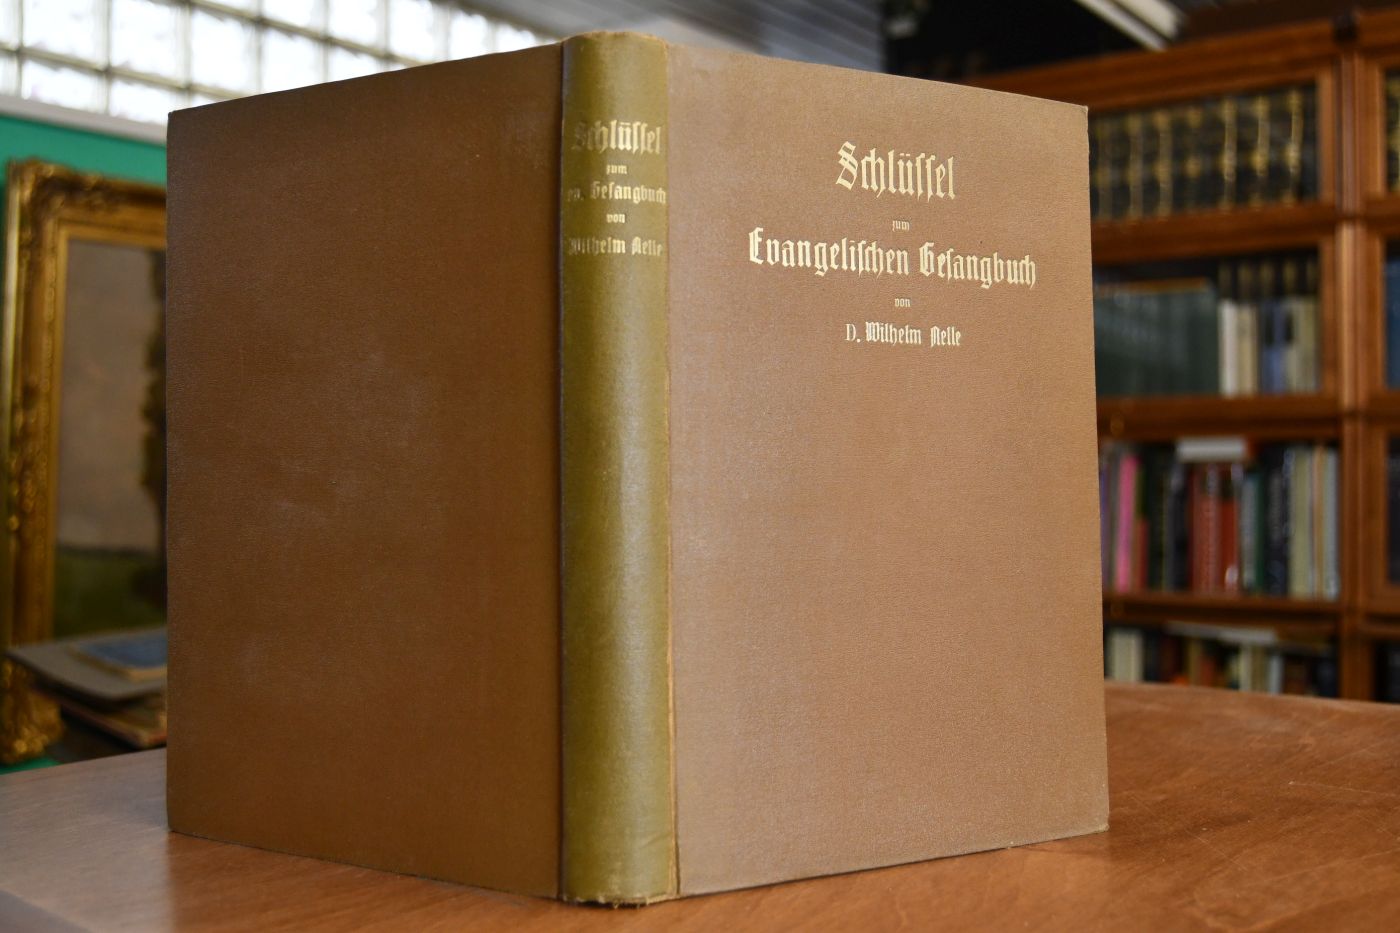 Schlüssel
zum
Ev. Gesangbuch
von
Wilhelm Nelle
Schlüssel
zum
Evangelischen Gesangbuch
von
D. Wilhelm Nelle